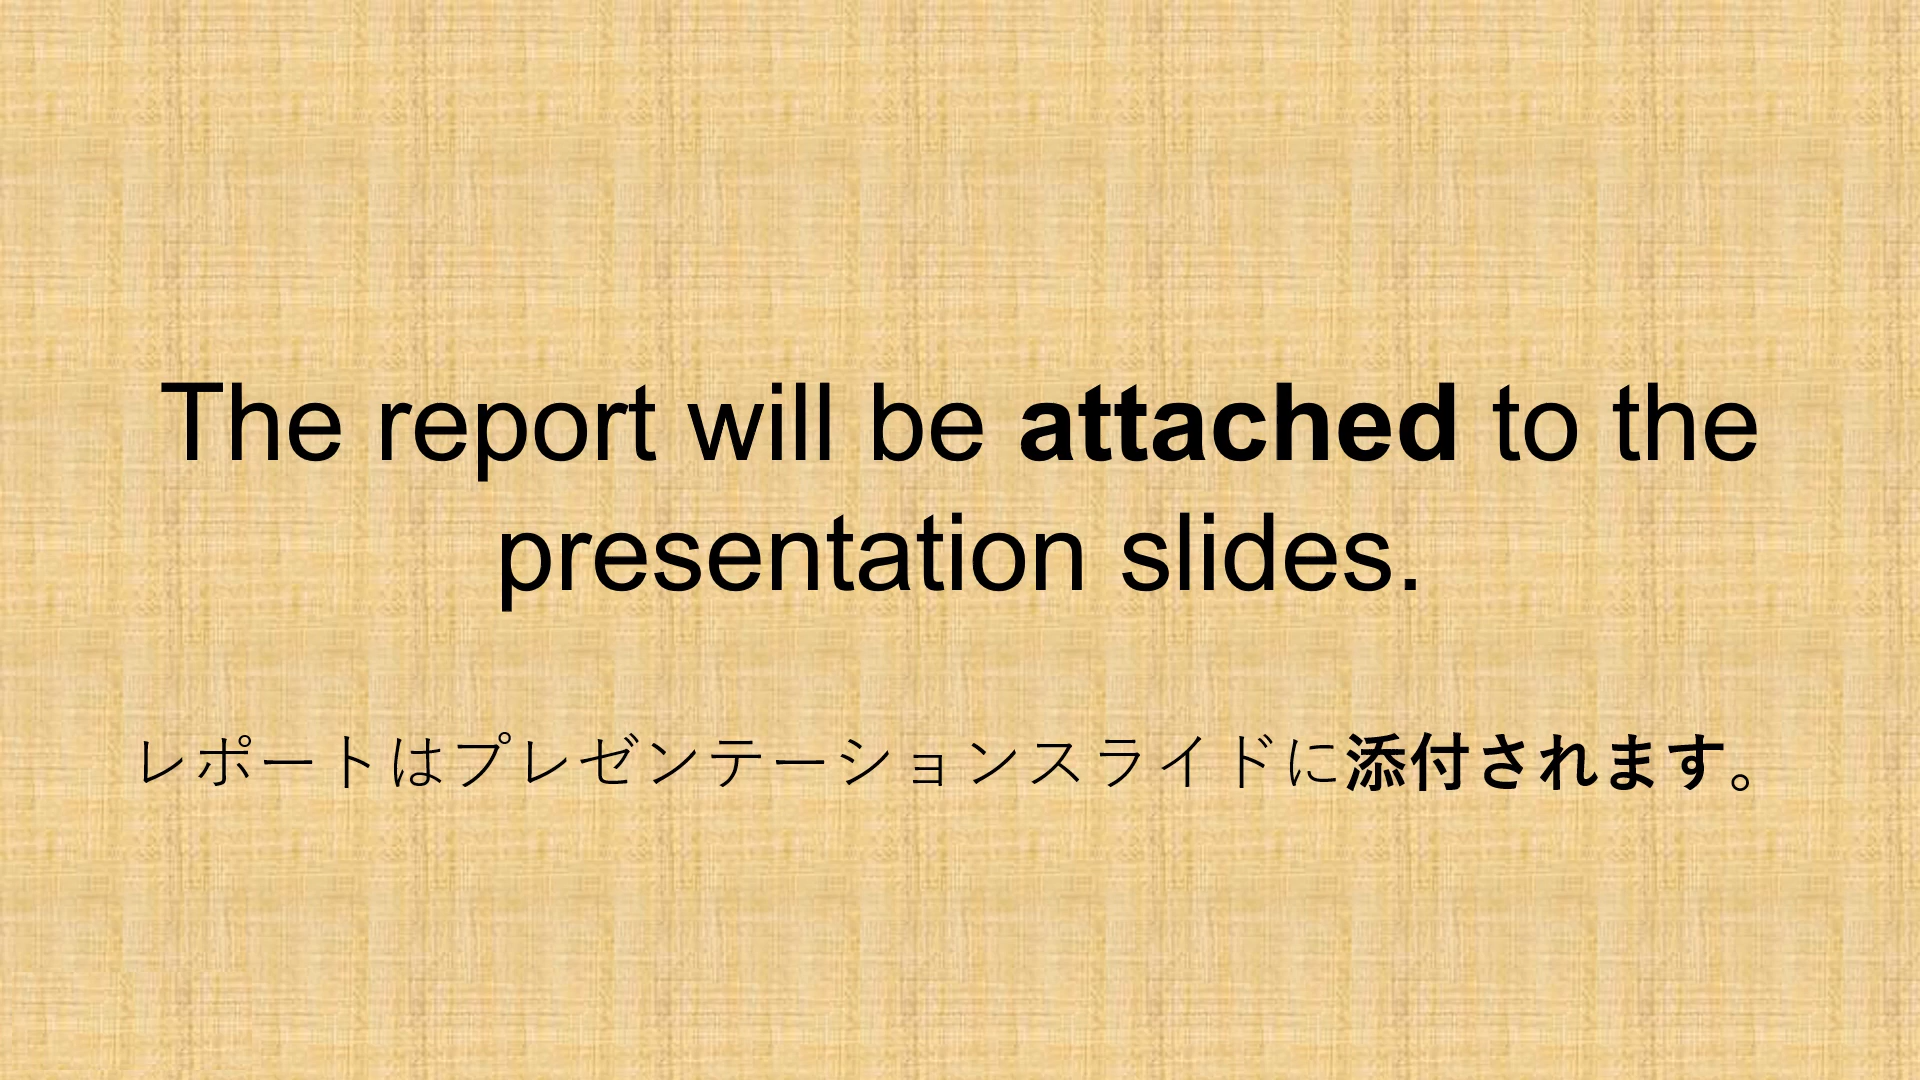 The report will be attached to the
presentation slides.
レポートはプレゼンテーションスライドに添付されます。